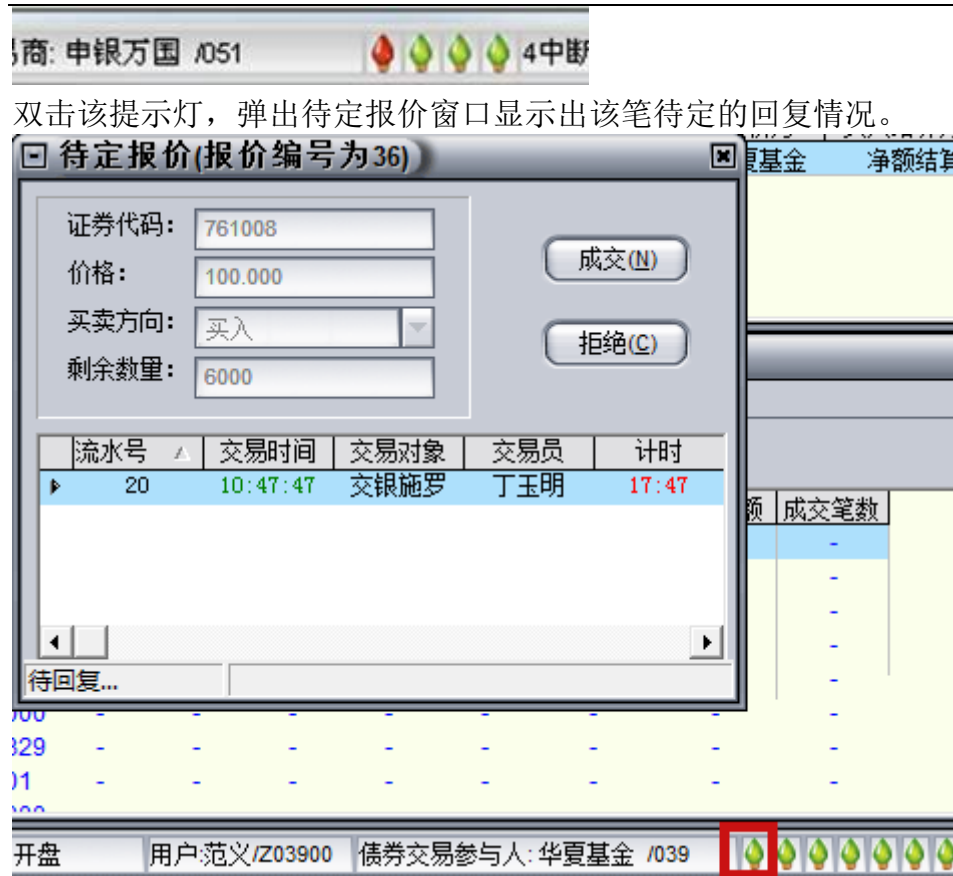 商: 申银万国 /051 4中断
双击该提示灯，弹出待定报价窗口显示出该笔待定的回复情况。
待定报价(报价编号为36)
基金 净额结算
证券代码： 761008
成交(N)
价格： 100.000
买卖方向： 买入
拒绝(C)
剩余数量： 6000
流水号 交易时间 交易对象 交易员 计时
20 10:47:47 交银施罗 丁玉明 17:47
额 成交笔数
-
-
-
-
-
待回复...
- - - - - - - -
329 - - - - - - - -
01 - - - - - - - -
开盘 用户:范义/Z03900 债券交易参与人: 华夏基金 /039